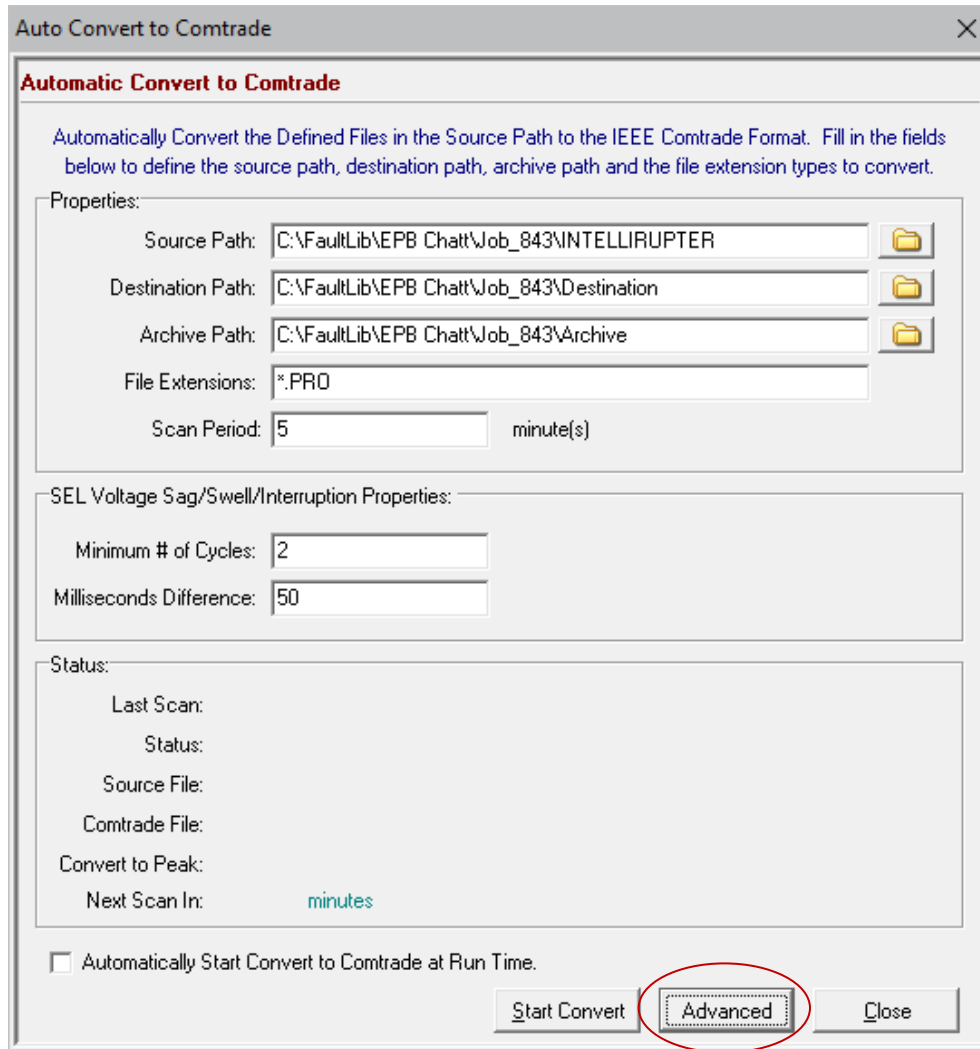 Auto Convert to Comtrade
Automatic Convert to Comtrade
Automatically Convert the Defined Files in the Source Path to the IEEE Comtrade Format. Fill in the fields
below to define the source path, destination path, archive path and the file extension types to convert.
Properties:
Source Path: C:\FaultLib\EPB Chatt\Job_843\INTELLIRUPTER
Destination Path: C:\FaultLib\EPB Chatt\Job_843\Destination
Archive Path: C:\FaultLib\EPB Chatt\Job_843\Archive
File Extensions: *.PRO
Scan Period: 5 minute(s)
SEL Voltage Sag/Swell/Interruption Properties:
Minimum # of Cycles: 2
Milliseconds Difference: 50
Status:
Last Scan:
Status:
Source File:
Comtrade File:
Convert to Peak:
Next Scan In: minutes
Automatically Start Convert to Comtrade at Run Time.
Start Convert Advanced Close